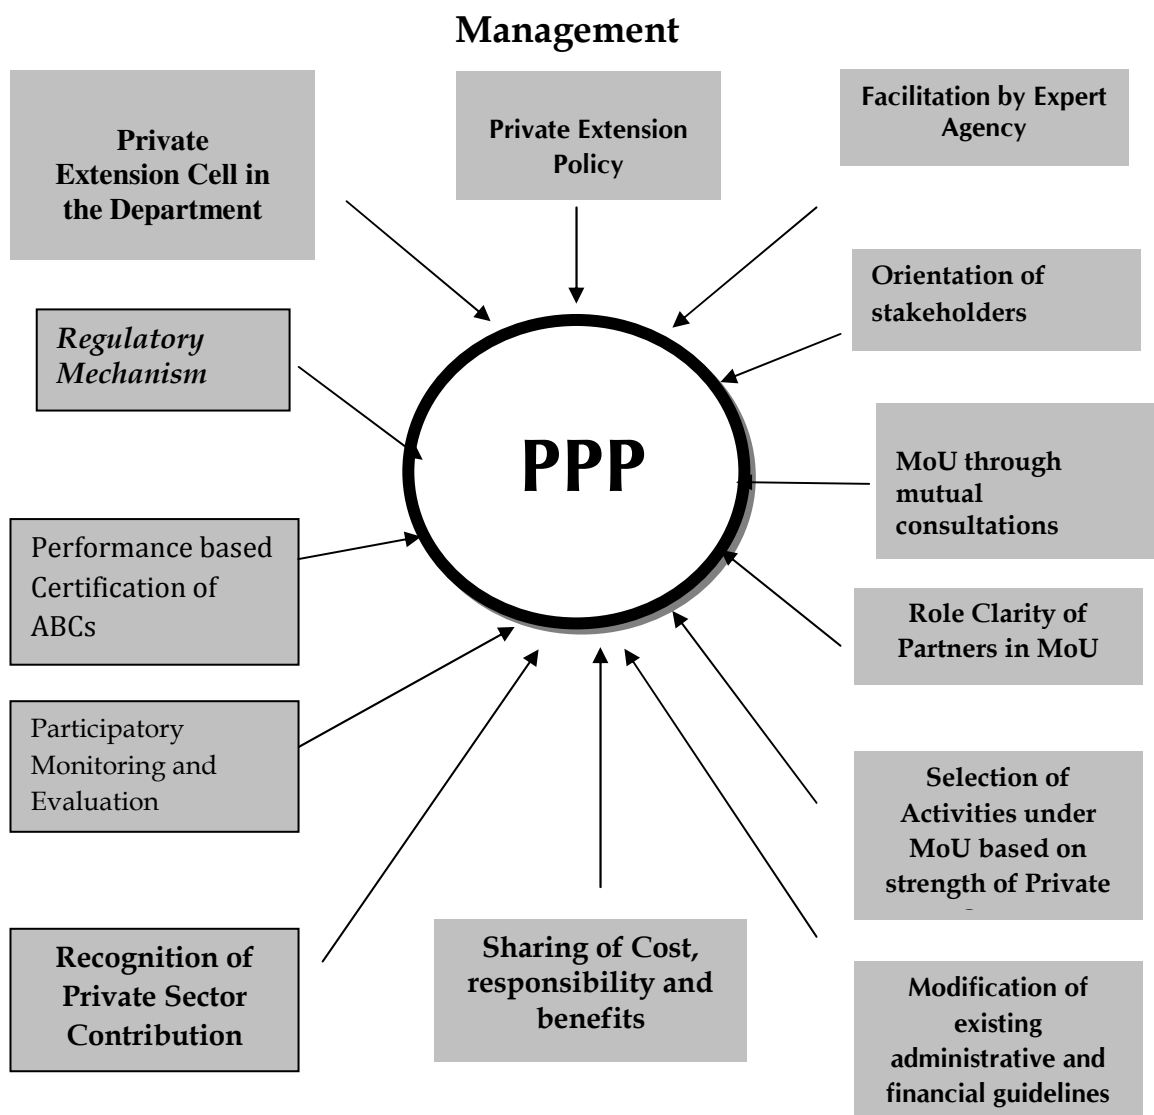 Management
Private
Extension Cell in
the Department
Private Extension
Policy
Facilitation by Expert
Agency
Orientation of
stakeholders
Regulatory
Mechanism
PPP
MoU through
mutual
consultations
Performance based
Certification of
ABCs
Role Clarity of
Partners in MoU
Participatory
Monitoring and
Evaluation
Selection of
Activities under
MoU based on
strength of Private
Recognition of
Private Sector
Contribution
Sharing of Cost,
responsibility and
benefits
Modification of
existing
administrative and
financial guidelines